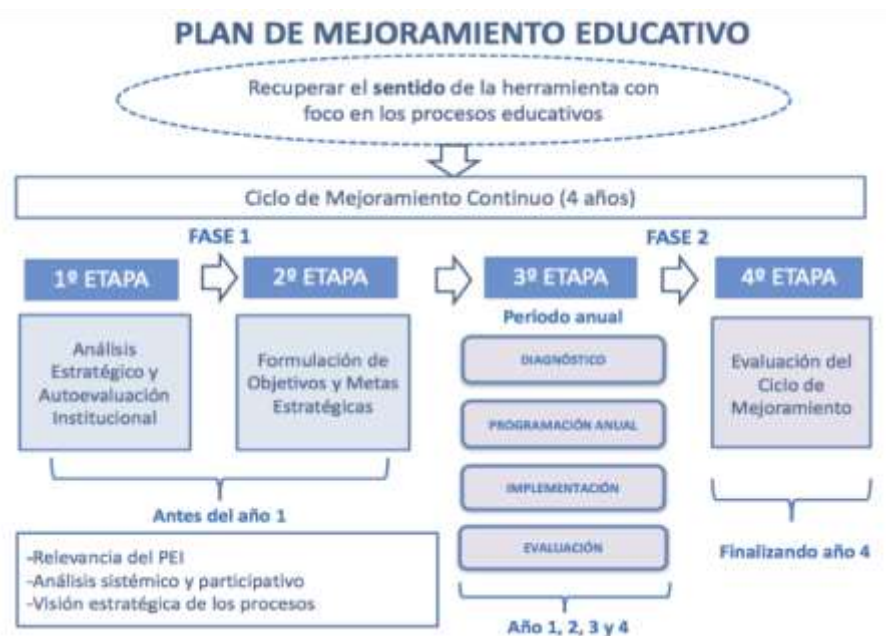 PLAN DE MEJORAMIENTO EDUCATIVO
Recuperar el sentido de la herramienta con
foco en los procesos educativos
Ciclo de Mejoramiento Continuo (4 años)
FASE 1
FASE 2
1º ETAPA
2º ETAPA
3º ETAPA
4º ETAPA
Análisis
Estratégico y
Autoevaluación
Institucional
Formulación de
Objetivos y Metas
Estratégicas
Periodo anual
DIAGNÓSTICO
PROGRAMACIÓN ANUAL
IMPLEMENTACIÓN
EVALUACIÓN
Evaluación del
Ciclo de
Mejoramiento
Antes del año 1
-Relevancia del PEI
-Análisis sistémico y participativo
-Visión estratégica de los procesos
Año 1, 2, 3 y 4
Finalizando año 4